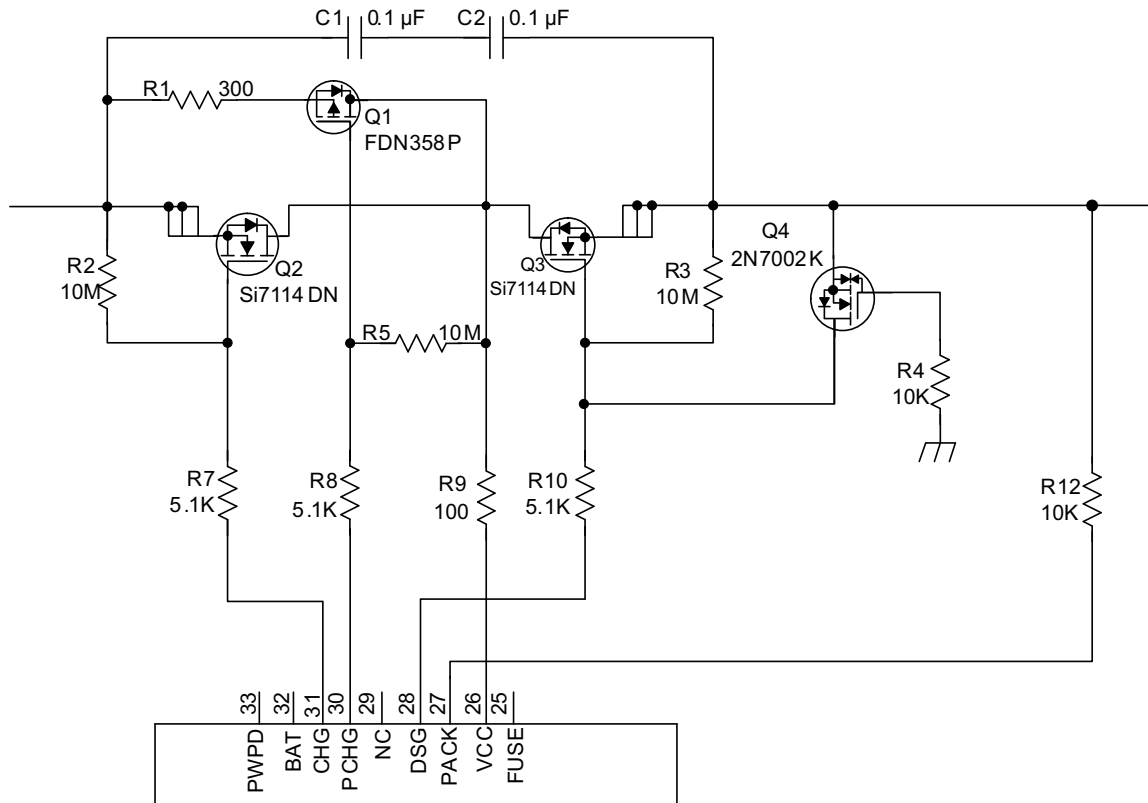 C1 0.1 µF C2 0.1 µF
R1 300
Q1
FDN358P
Q4
2N7002K
R2
10M
Q2
Si7114DN
Q3
Si7114DN
R3
10M
R5 10M
R4
10K
R7
5.1K
R8
5.1K
R9
100
R10
5.1K
R12
10K
33 32 31 30 29 28 27 26 25
PWPD BAT CHG PCHG NC DSG PACK VCC FUSE